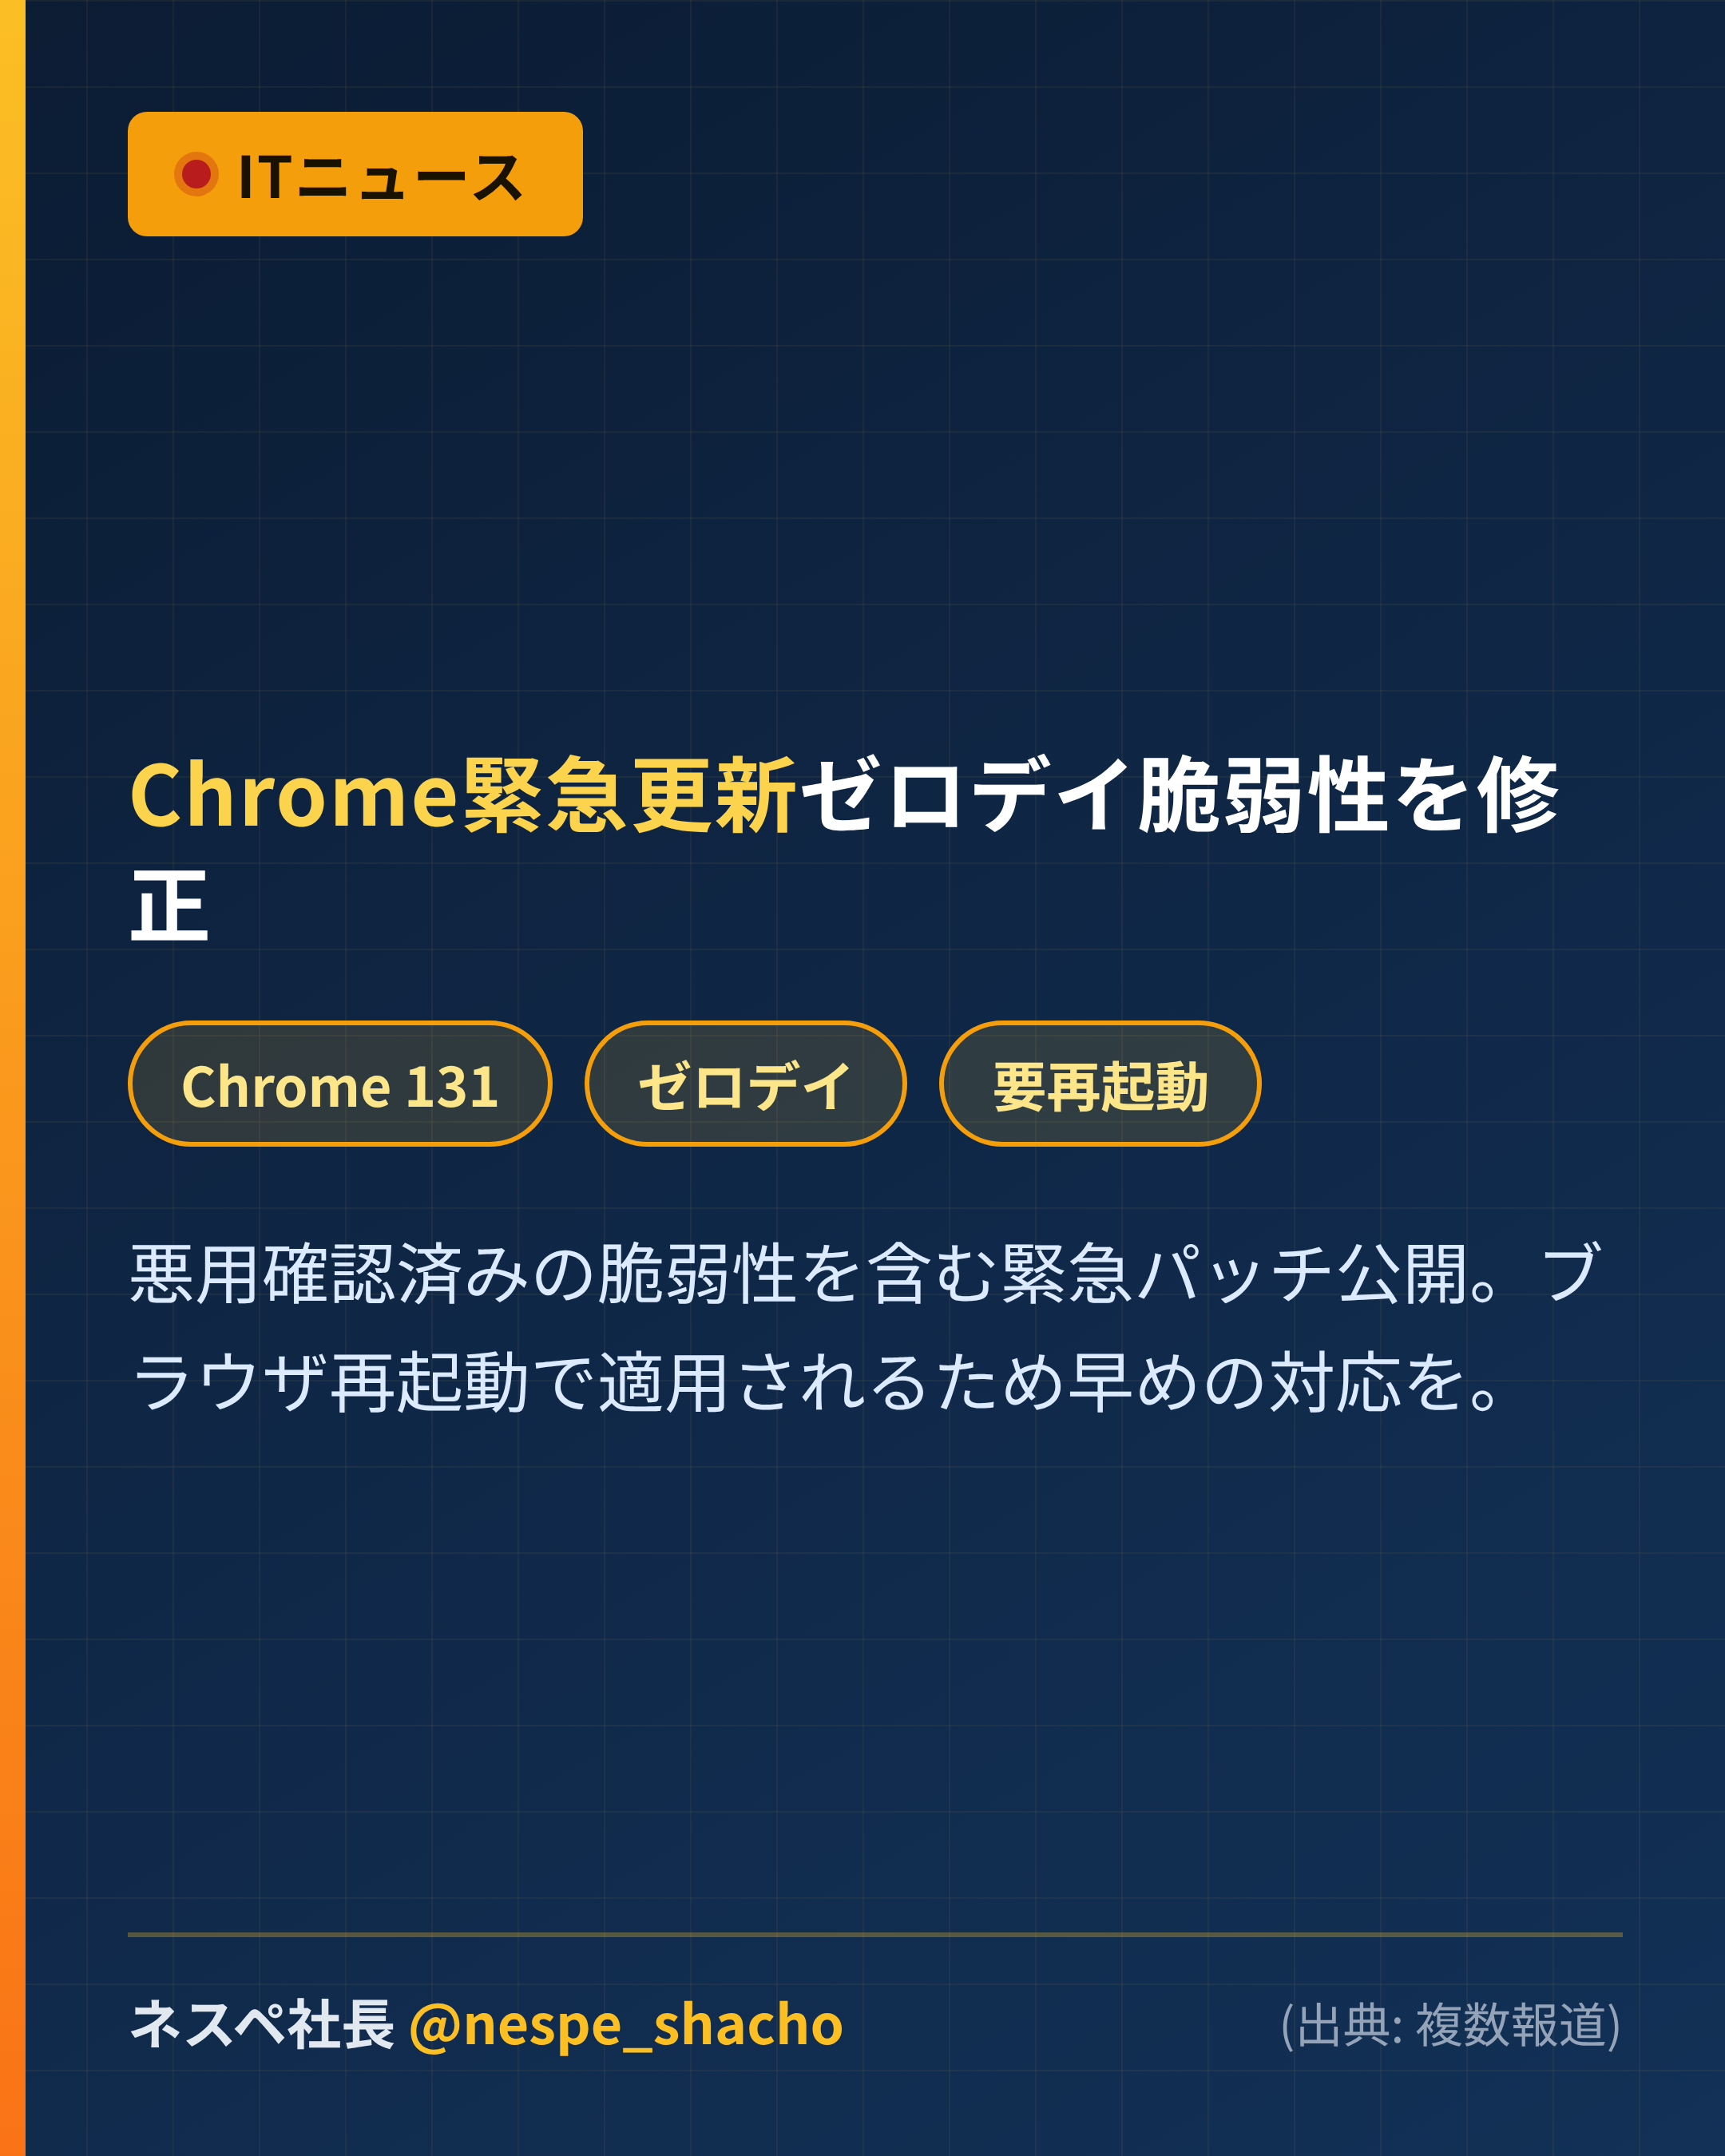 ITニュース
Chrome緊急更新ゼロデイ脆弱性を修
正
Chrome 131 ゼロデイ 要再起動
悪用確認済みの脆弱性を含む緊急パッチ公開。ブ
ラウザ再起動で適用されるため早めの対応を。
ネスペ社長 @nespe_shacho (出典: 複数報道)